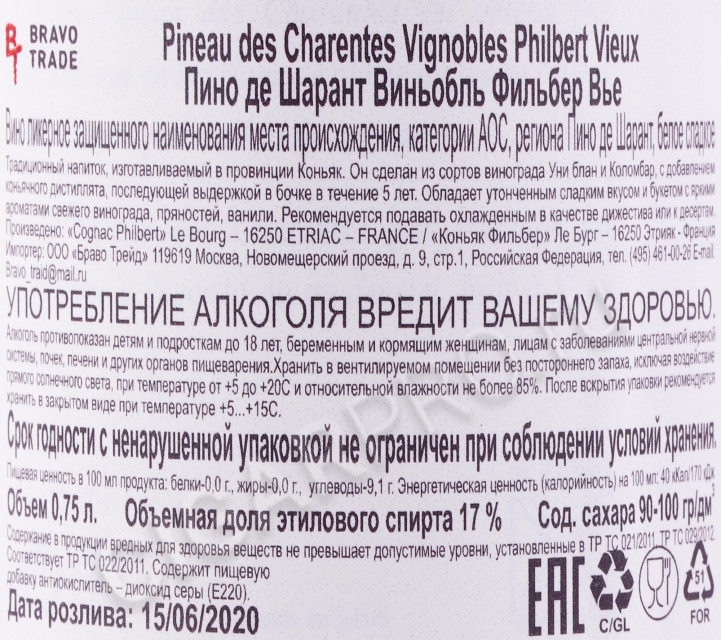 BRAVO
TRADE
Pineau des Charentes Vignobles Philbert Vieux
Пино де Шарант Виньобль Фильбер Вье
Вино ликерное защищенного наименования места происхождения, категории АОС, региона Пино де Шарант, белое сладкое
Традиционный напиток, изготавливаемый в провинции Коньяк. Он сделан из сортов винограда Уни блан и Коломбар, с добавлением
коньячного дистиллята, последующей выдержкой в бочке в течение 5 лет. Обладает утонченным сладким вкусом и букетом с яркими
ароматами свежего винограда, пряностей, ванили. Рекомендуется подавать охлажденным в качестве дижестива или к десертам.
Произведено: «Cognac Philbert» Le Bourg – 16250 ETRIAC – FRANCE / «Коньяк Фильбер» Ле Бург – 16250 Этрияк - Франция
Импортер: ООО «Браво Трейд» 119619 Москва, Новомещерский проезд, д. 9, стр.1, Российская Федерация, тел. (495) 461-00-26 E-mail:
Bravo_traid@mail.ru
УПОТРЕБЛЕНИЕ АЛКОГОЛЯ ВРЕДИТ ВАШЕМУ ЗДОРОВЬЮ.
Алкоголь противопоказан детям и подросткам до 18 лет, беременным и кормящим женщинам, лицам с заболеваниями центральной нервной
системы, почек, печени и других органов пищеварения.Хранить в вентилируемом помещении без постороннего запаха, исключая воздействие
прямого солнечного света, при температуре от +5 до +20С и относительной влажности не более 85%. После вскрытия упаковки рекомендуется
хранить в закрытом виде при температуре +5...+15С.
Срок годности с ненарушенной упаковкой не ограничен при соблюдении условий хранения.
Пищевая ценность в 100 мл продукта: белки-0,0 г., жиры-0,0 г., углеводы-9,1 г. Энергетическая ценность (калорийность) на 100 мл: 40 кКал/170 кДж
Объем 0,75 л. Объемная доля этилового спирта 17 % Сод. сахара 90-100 гр/дм³
Содержание в продукции вредных для здоровья веществ не превышает допустимые уровни, установленные в ТР ТС 021/2011, ТР ТС 029/2012.
Соответствует ТР ТС 022/2011. Содержит пищевую
добавку антиокислитель – диоксид серы (Е220).
Дата розлива: 15/06/2020
EAC
C/GL
51
FOR